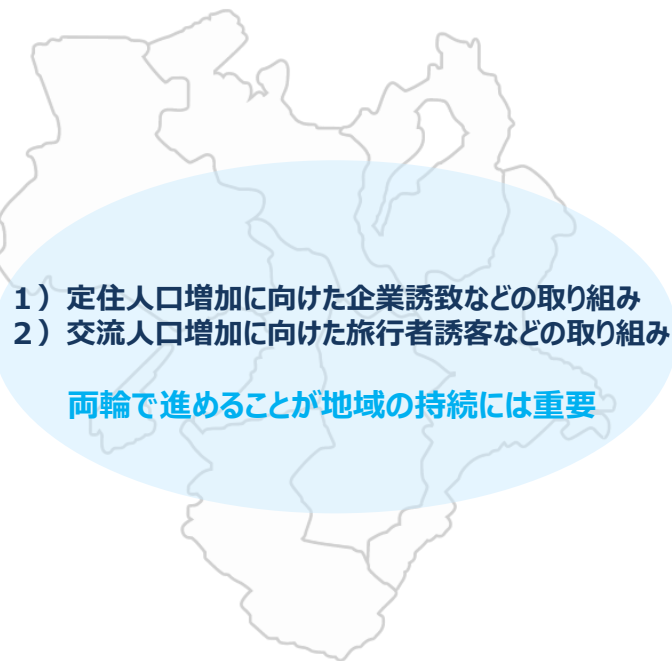 １）定住人口増加に向けた企業誘致などの取り組み
２）交流人口増加に向けた旅行者誘客などの取り組み
両輪で進めることが地域の持続には重要